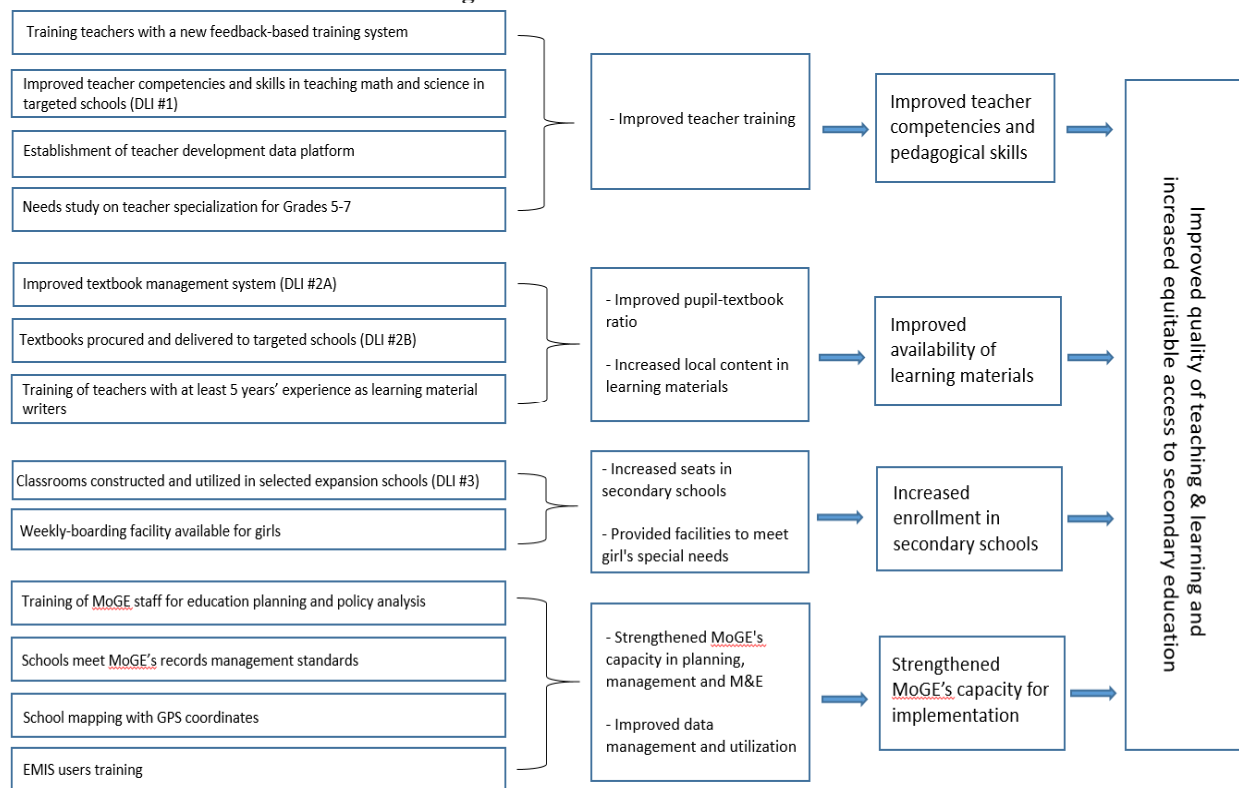 Training teachers with a new feedback-based training system
Improved teacher competencies and skills in teaching math and science in
targeted schools (DLI #1)
Establishment of teacher development data platform
Needs study on teacher specialization for Grades 5-7
- Improved teacher training
Improved teacher
competencies and
pedagogical skills
Improved textbook management system (DLI #2A)
Textbooks procured and delivered to targeted schools (DLI #2B)
Training of teachers with at least 5 years’ experience as learning material
writers
- Improved pupil-textbook
ratio
- Increased local content in
learning materials
Improved
availability of
learning materials
Classrooms constructed and utilized in selected expansion schools (DLI #3)
Weekly-boarding facility available for girls
- Increased seats in
secondary schools
- Provided facilities to meet
girl's special needs
Increased
enrollment in
secondary schools
Training of MoGE staff for education planning and policy analysis
Schools meet MoGE’s records management standards
School mapping with GPS coordinates
EMIS users training
- Strengthened MoGE's
capacity in planning,
management and M&E
- Improved data
management and utilization
Strengthened
MoGE’s capacity for
implementation
Improved quality of teaching & learning and
increased equitable access to secondary education